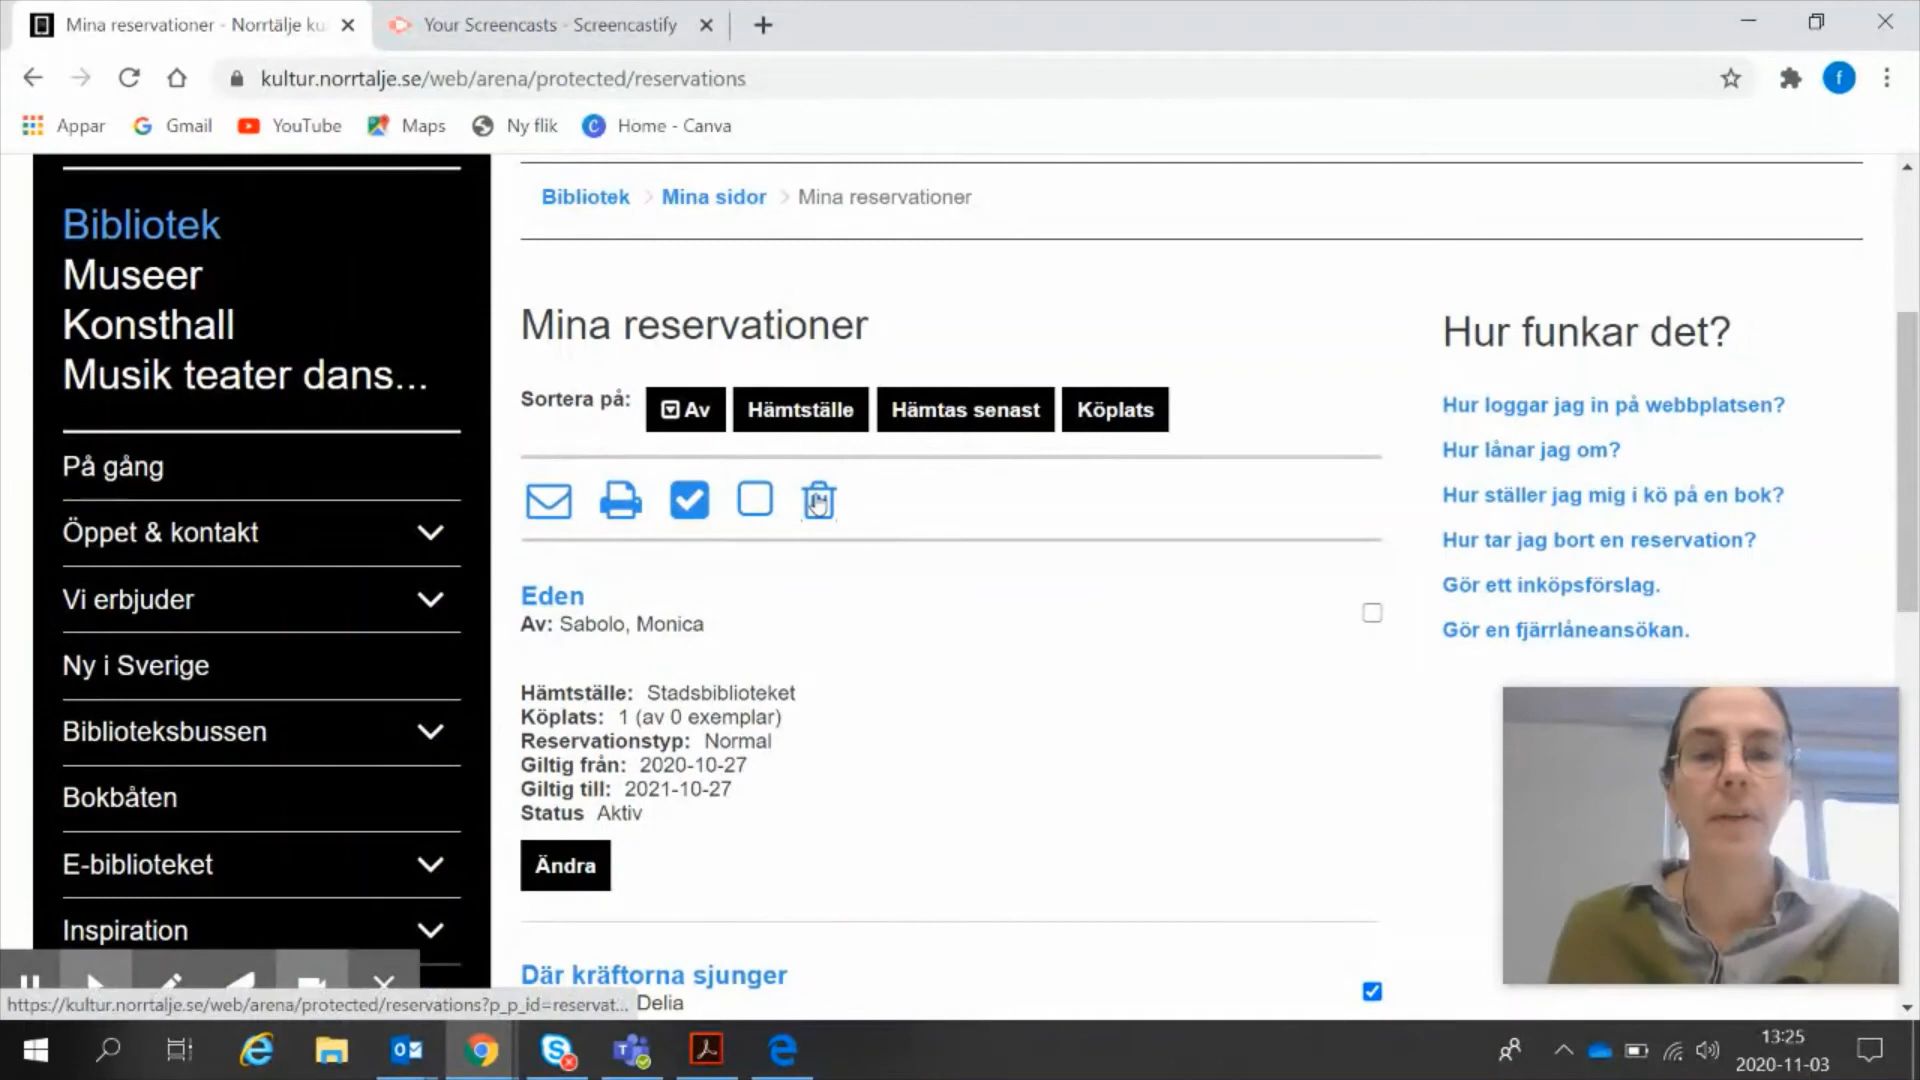 Mina reservationer - Norrtälje ku
Your Screencasts - Screencastify
kultur.norrtalje.se/web/arena/protected/reservations
f
Appar
Gmail
YouTube
Maps
Ny flik
Home - Canva
Bibliotek
Museer
Konsthall
Musik teater dans...
På gång
Öppet & kontakt
Vi erbjuder
Ny i Sverige
Biblioteksbussen
Bokbåten
E-biblioteket
Inspiration
Bibliotek > Mina sidor > Mina reservationer
Mina reservationer
Sortera på: Av Hämtställe Hämtas senast Köplats
Eden
Av: Sabolo, Monica
Hämtställe: Stadsbiblioteket
Köplats: 1 (av 0 exemplar)
Reservationstyp: Normal
Giltig från: 2020-10-27
Giltig till: 2021-10-27
Status Aktiv
Ändra
Där kräftorna sjunger
Delia
Hur funkar det?
Hur loggar jag in på webbplatsen?
Hur lånar jag om?
Hur ställer jag mig i kö på en bok?
Hur tar jag bort en reservation?
Gör ett inköpsförslag.
Gör en fjärrlåneansökan.
https://kultur.norrtalje.se/web/arena/protected/reservations?p_p_id=reservat...
13:25
2020-11-03